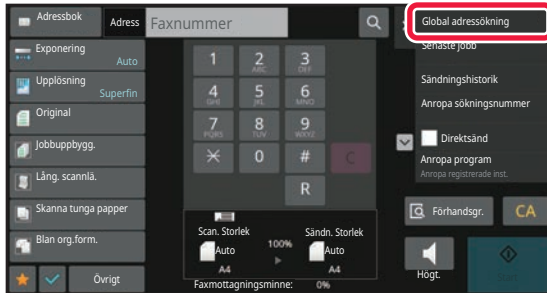 Adressbok
Adress
Faxnummer
Global adressökning
Senaste jobb
Exponering
Auto
Upplösning
Superfin
Original
Jobbuppbygg.
Lång. scannlä.
Skanna tunga papper
Blan org.form.
Övrigt
1
2 ABC
3 DEF
4 GHI
5 JKL
6 MNO
7 PQRS
8 TUV
9 WXYZ
0
#
C
R
Scan. Storlek
Sändn. Storlek
Auto
100%
Auto
A4
A4
Faxmottagningsminne: 0%
Sändningshistorik
Anropa sökningsnummer
Direktsänd
Anropa program
Anropa registrerade inst.
Förhandsgr.
CA
Högt.
Start